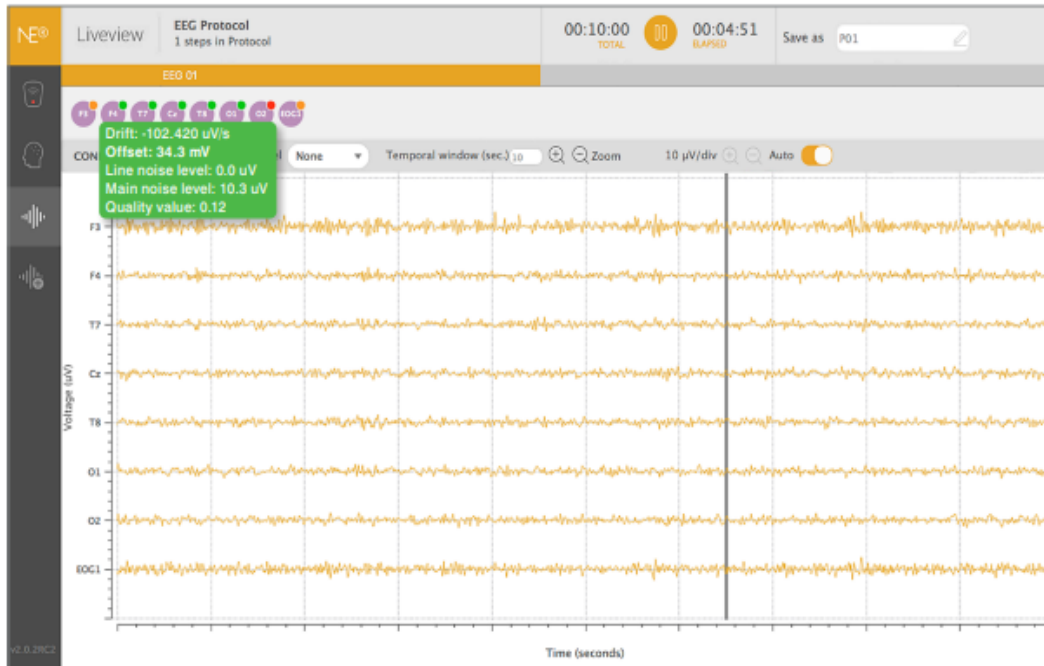 NE®
Liveview
EEG Protocol
1 steps in Protocol
00:10:00
TOTAL
00:04:51
ELAPSED
Save as
P01
EEG 01
F3 F4 T7 Cz T8 O1 O2 EOG1
Drift: -102.420 uV/s
Offset: 34.3 mV
Line noise level: 0.0 uV
Main noise level: 10.3 uV
Quality value: 0.12
CON
None
Temporal window (sec.) 10
Zoom
10 µV/div
Auto
Voltage (uV)
F3
F4
T7
Cz
T8
O1
O2
EOG1
Time (seconds)
v2.0.2RC2